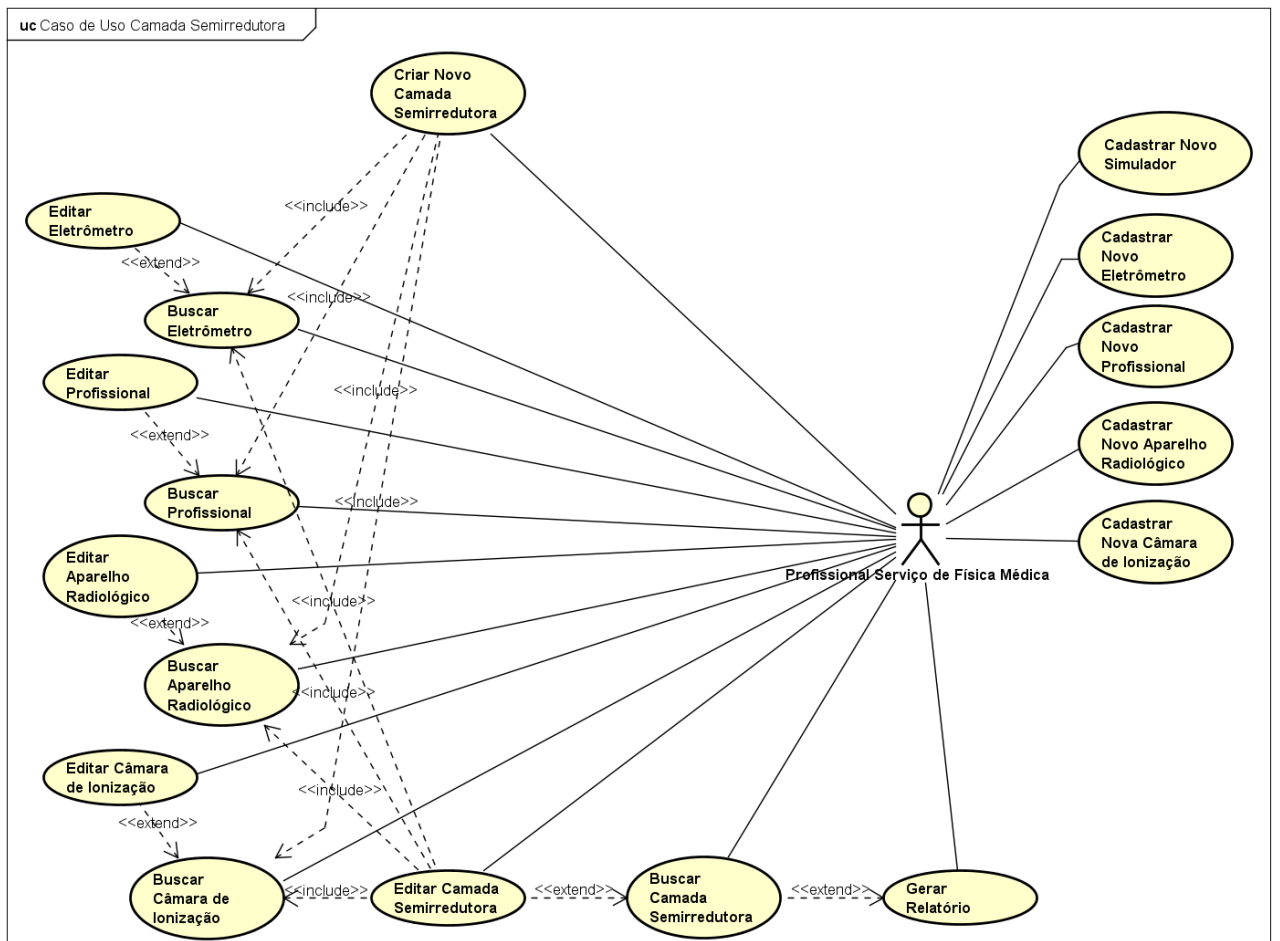 uc Caso de Uso Camada Semirredutora
Criar Novo
Camada
Semirredutora
Cadastrar Novo
Simulador
<<include>>
Editar
Eletrômetro
Cadastrar
Novo
Eletrômetro
<<extend>>
<<include>>
Buscar
Eletrômetro
Cadastrar
Novo
Profissional
Editar
Profissional
<<include>>
<<extend>>
Cadastrar
Novo Aparelho
Radiológico
Buscar
Profissional
<<include>>
Cadastrar
Nova Câmara
de Ionização
Editar
Aparelho
Radiológico
Profissional Serviço de Física Médica
<<include>>
<<extend>>
Buscar
Aparelho
Radiológico
<<include>>
Editar Câmara
de Ionização
<<include>>
<<extend>>
Buscar
Câmara de
Ionização
<<include>>
Editar Camada
Semirredutora
<<extend>>
Buscar
Camada
Semirredutora
<<extend>>
Gerar
Relatório